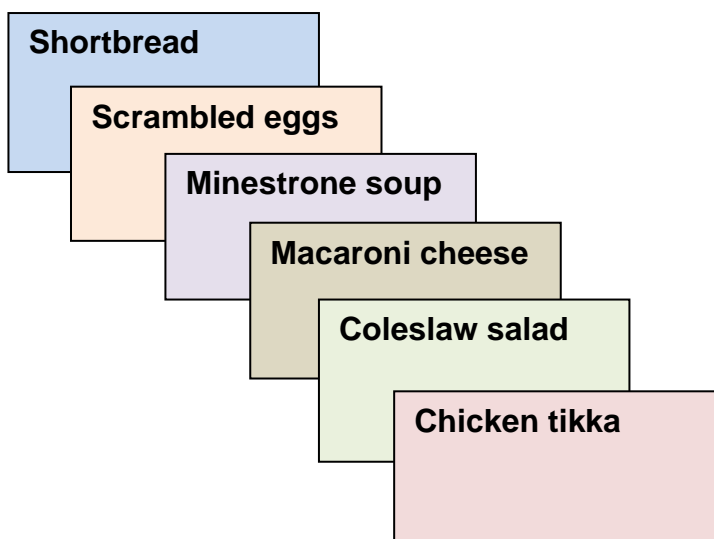 Shortbread
Scrambled eggs
Minestrone soup
Macaroni cheese
Coleslaw salad
Chicken tikka